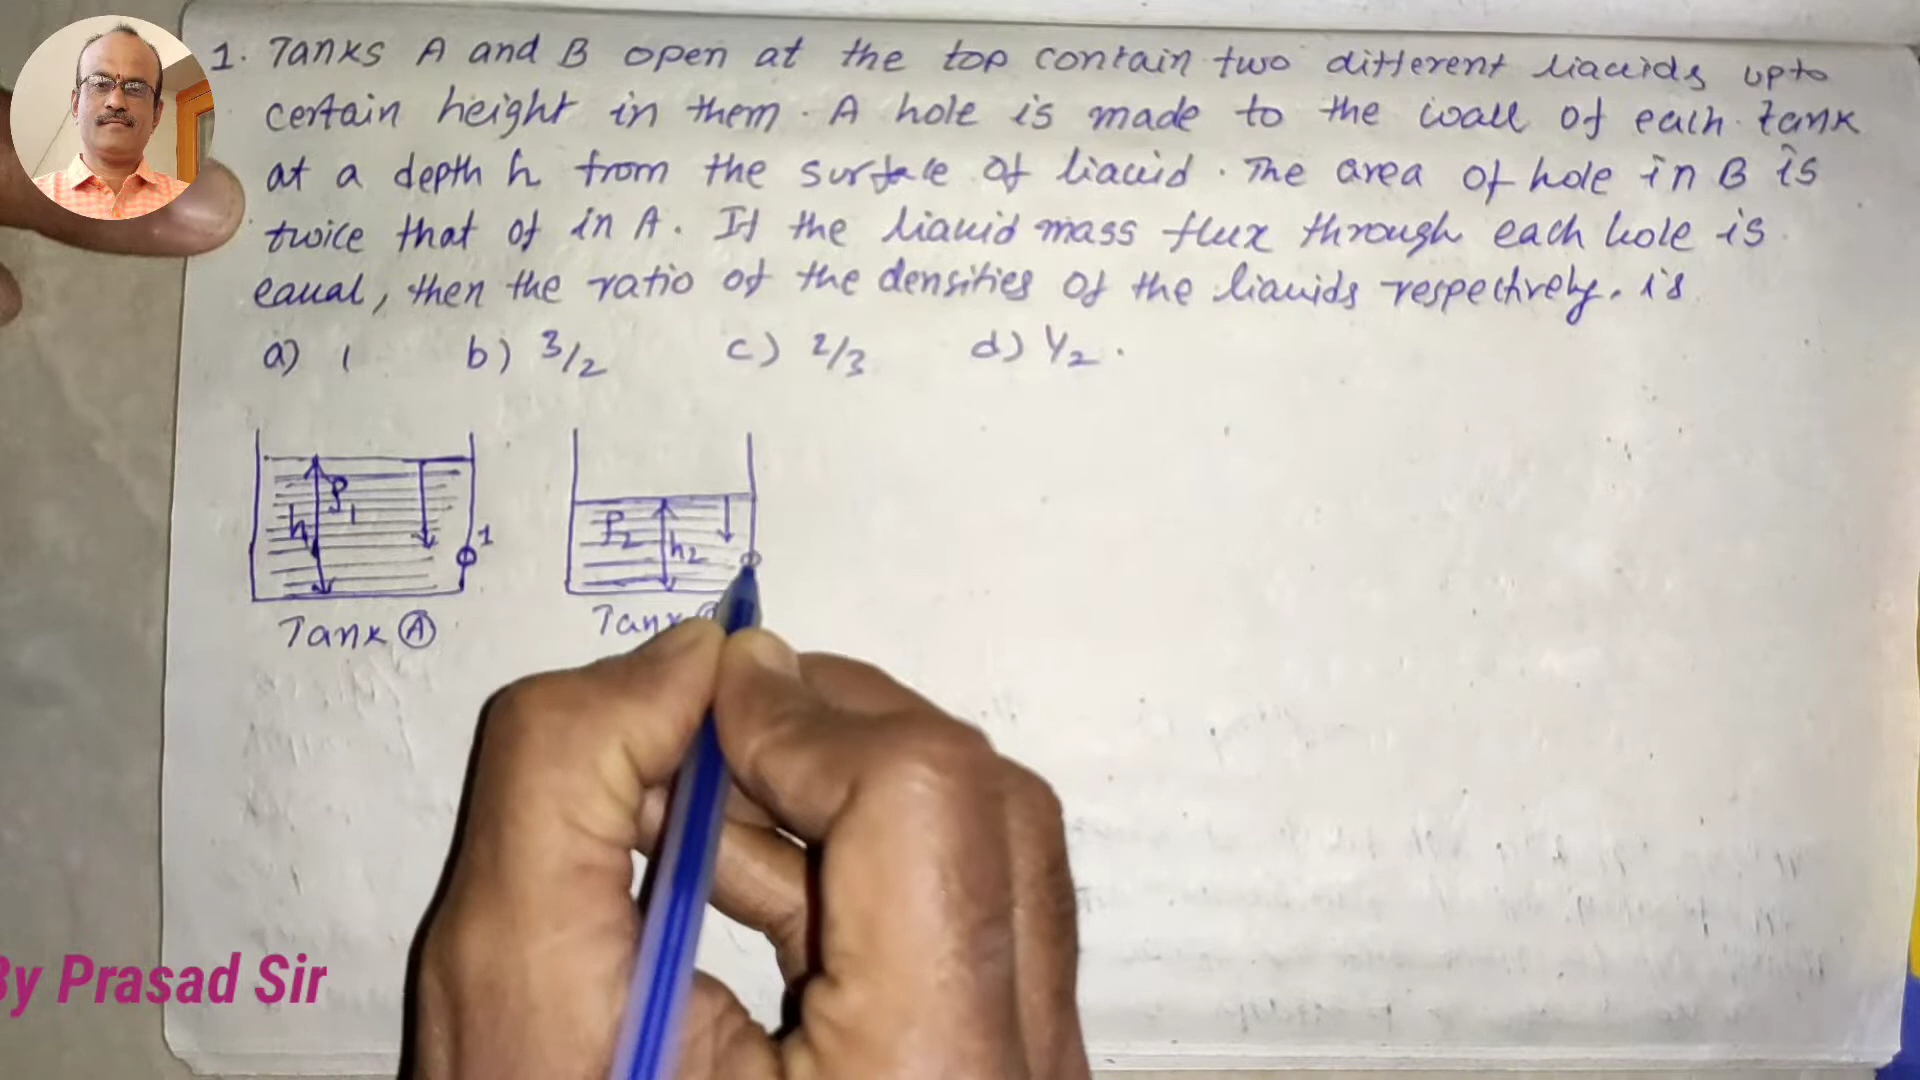 1. Tanks A and B open at the top contain two different liquids upto
certain height in them. A hole is made to the wall of each tank
at a depth h from the surface of liquid. The area of hole in B is
twice that of in A. If the liquid mass flux through each hole is
equal, then the ratio of the densities of the liquids respectively, is
a) 1 b) 3/2 c) 2/3 d) 1/2.
ρ1
h
1
ρ2
h2
Tank Ⓐ
Tank
By Prasad Sir